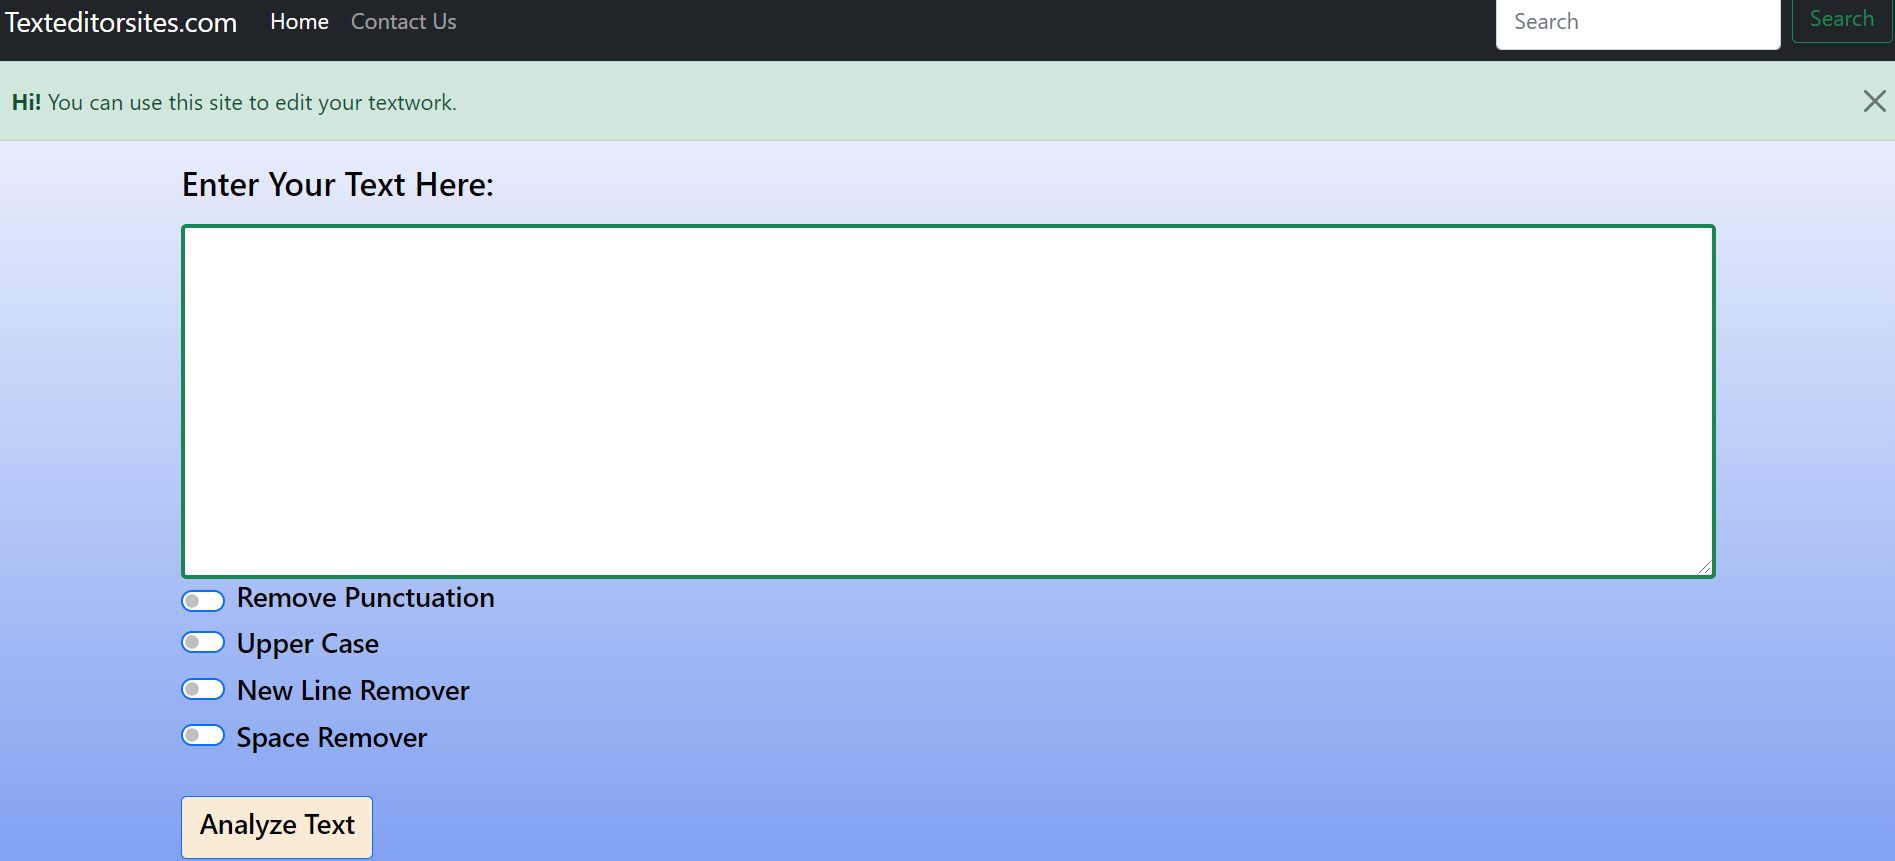 Texteditorsites.com Home Contact Us Search Search
Hi! You can use this site to edit your textwork.
Enter Your Text Here:
Remove Punctuation
Upper Case
New Line Remover
Space Remover
Analyze Text